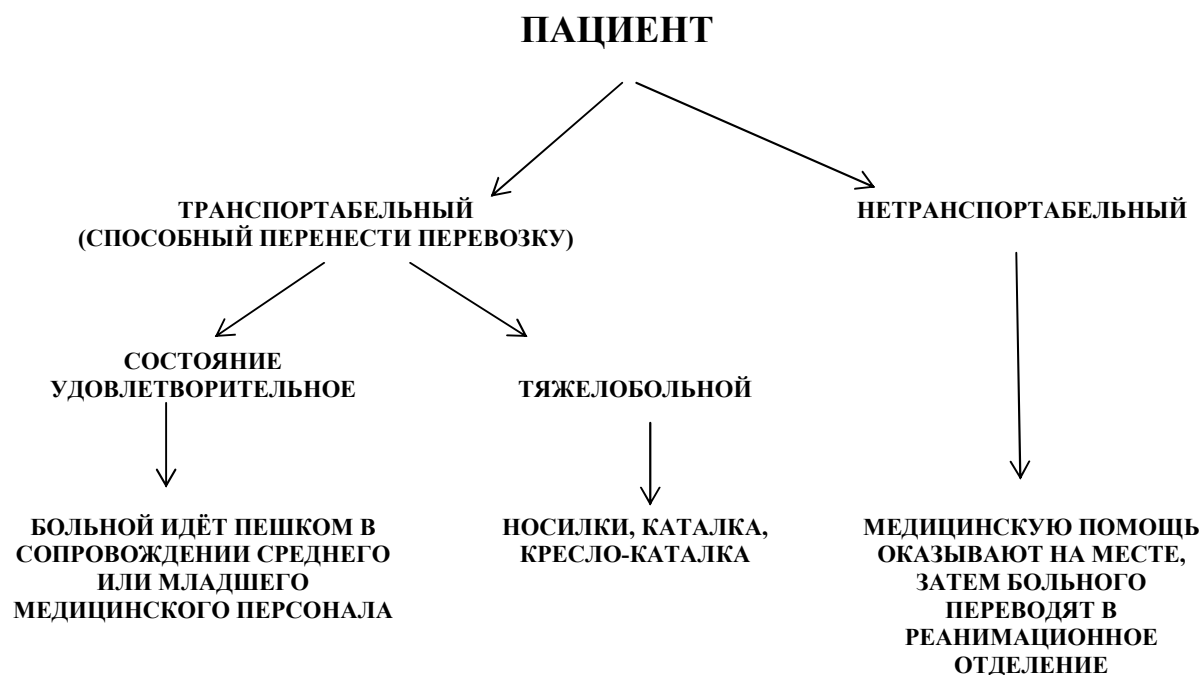 ПАЦИЕНТ
ТРАНСПОРТАБЕЛЬНЫЙ
(СПОСОБНЫЙ ПЕРЕНЕСТИ ПЕРЕВОЗКУ)
НЕТРАНСПОРТАБЕЛЬНЫЙ
СОСТОЯНИЕ
УДОВЛЕТВОРИТЕЛЬНОЕ
ТЯЖЕЛОБОЛЬНОЙ
БОЛЬНОЙ ИДЁТ ПЕШКОМ В
СОПРОВОЖДЕНИИ СРЕДНЕГО
ИЛИ МЛАДШЕГО
МЕДИЦИНСКОГО ПЕРСОНАЛА
НОСИЛКИ, КАТАЛКА,
КРЕСЛО-КАТАЛКА
МЕДИЦИНСКУЮ ПОМОЩЬ
ОКАЗЫВАЮТ НА МЕСТЕ,
ЗАТЕМ БОЛЬНОГО
ПЕРЕВОДЯТ В
РЕАНИМАЦИОННОЕ
ОТДЕЛЕНИЕ